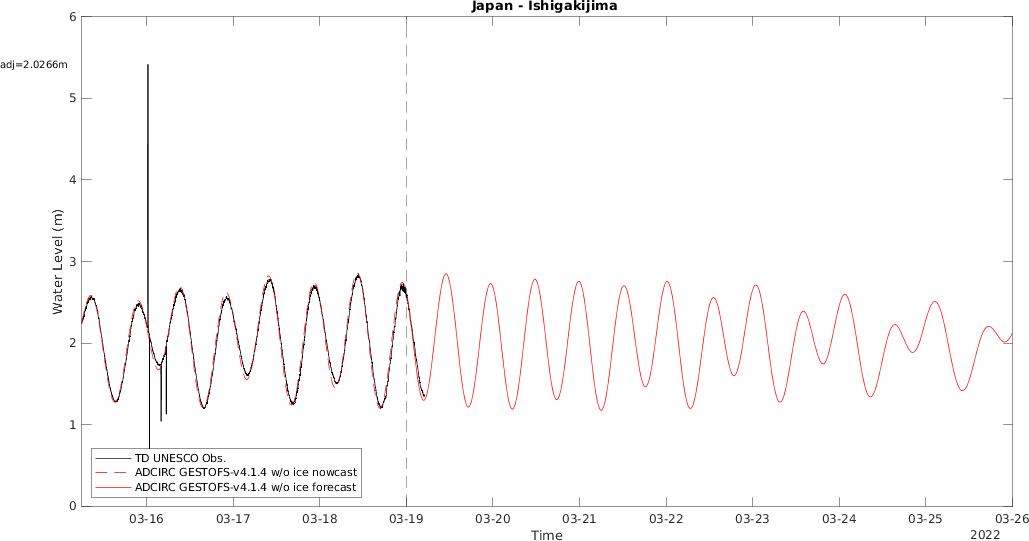 Japan - Ishigakijima
adj=2.0266m
6
5
4
3
2
1
0
Water Level (m)
TD UNESCO Obs.
ADCIRC GESTOFS-v4.1.4 w/o ice nowcast
ADCIRC GESTOFS-v4.1.4 w/o ice forecast
03-16 03-17 03-18 03-19 03-20 03-21 03-22 03-23 03-24 03-25 03-26
Time
2022